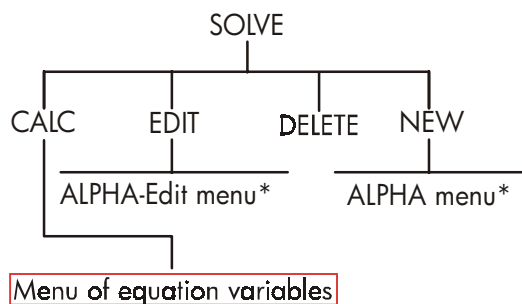 SOLVE
CALC EDIT DELETE NEW
ALPHA-Edit menu* ALPHA menu*
Menu of equation variables